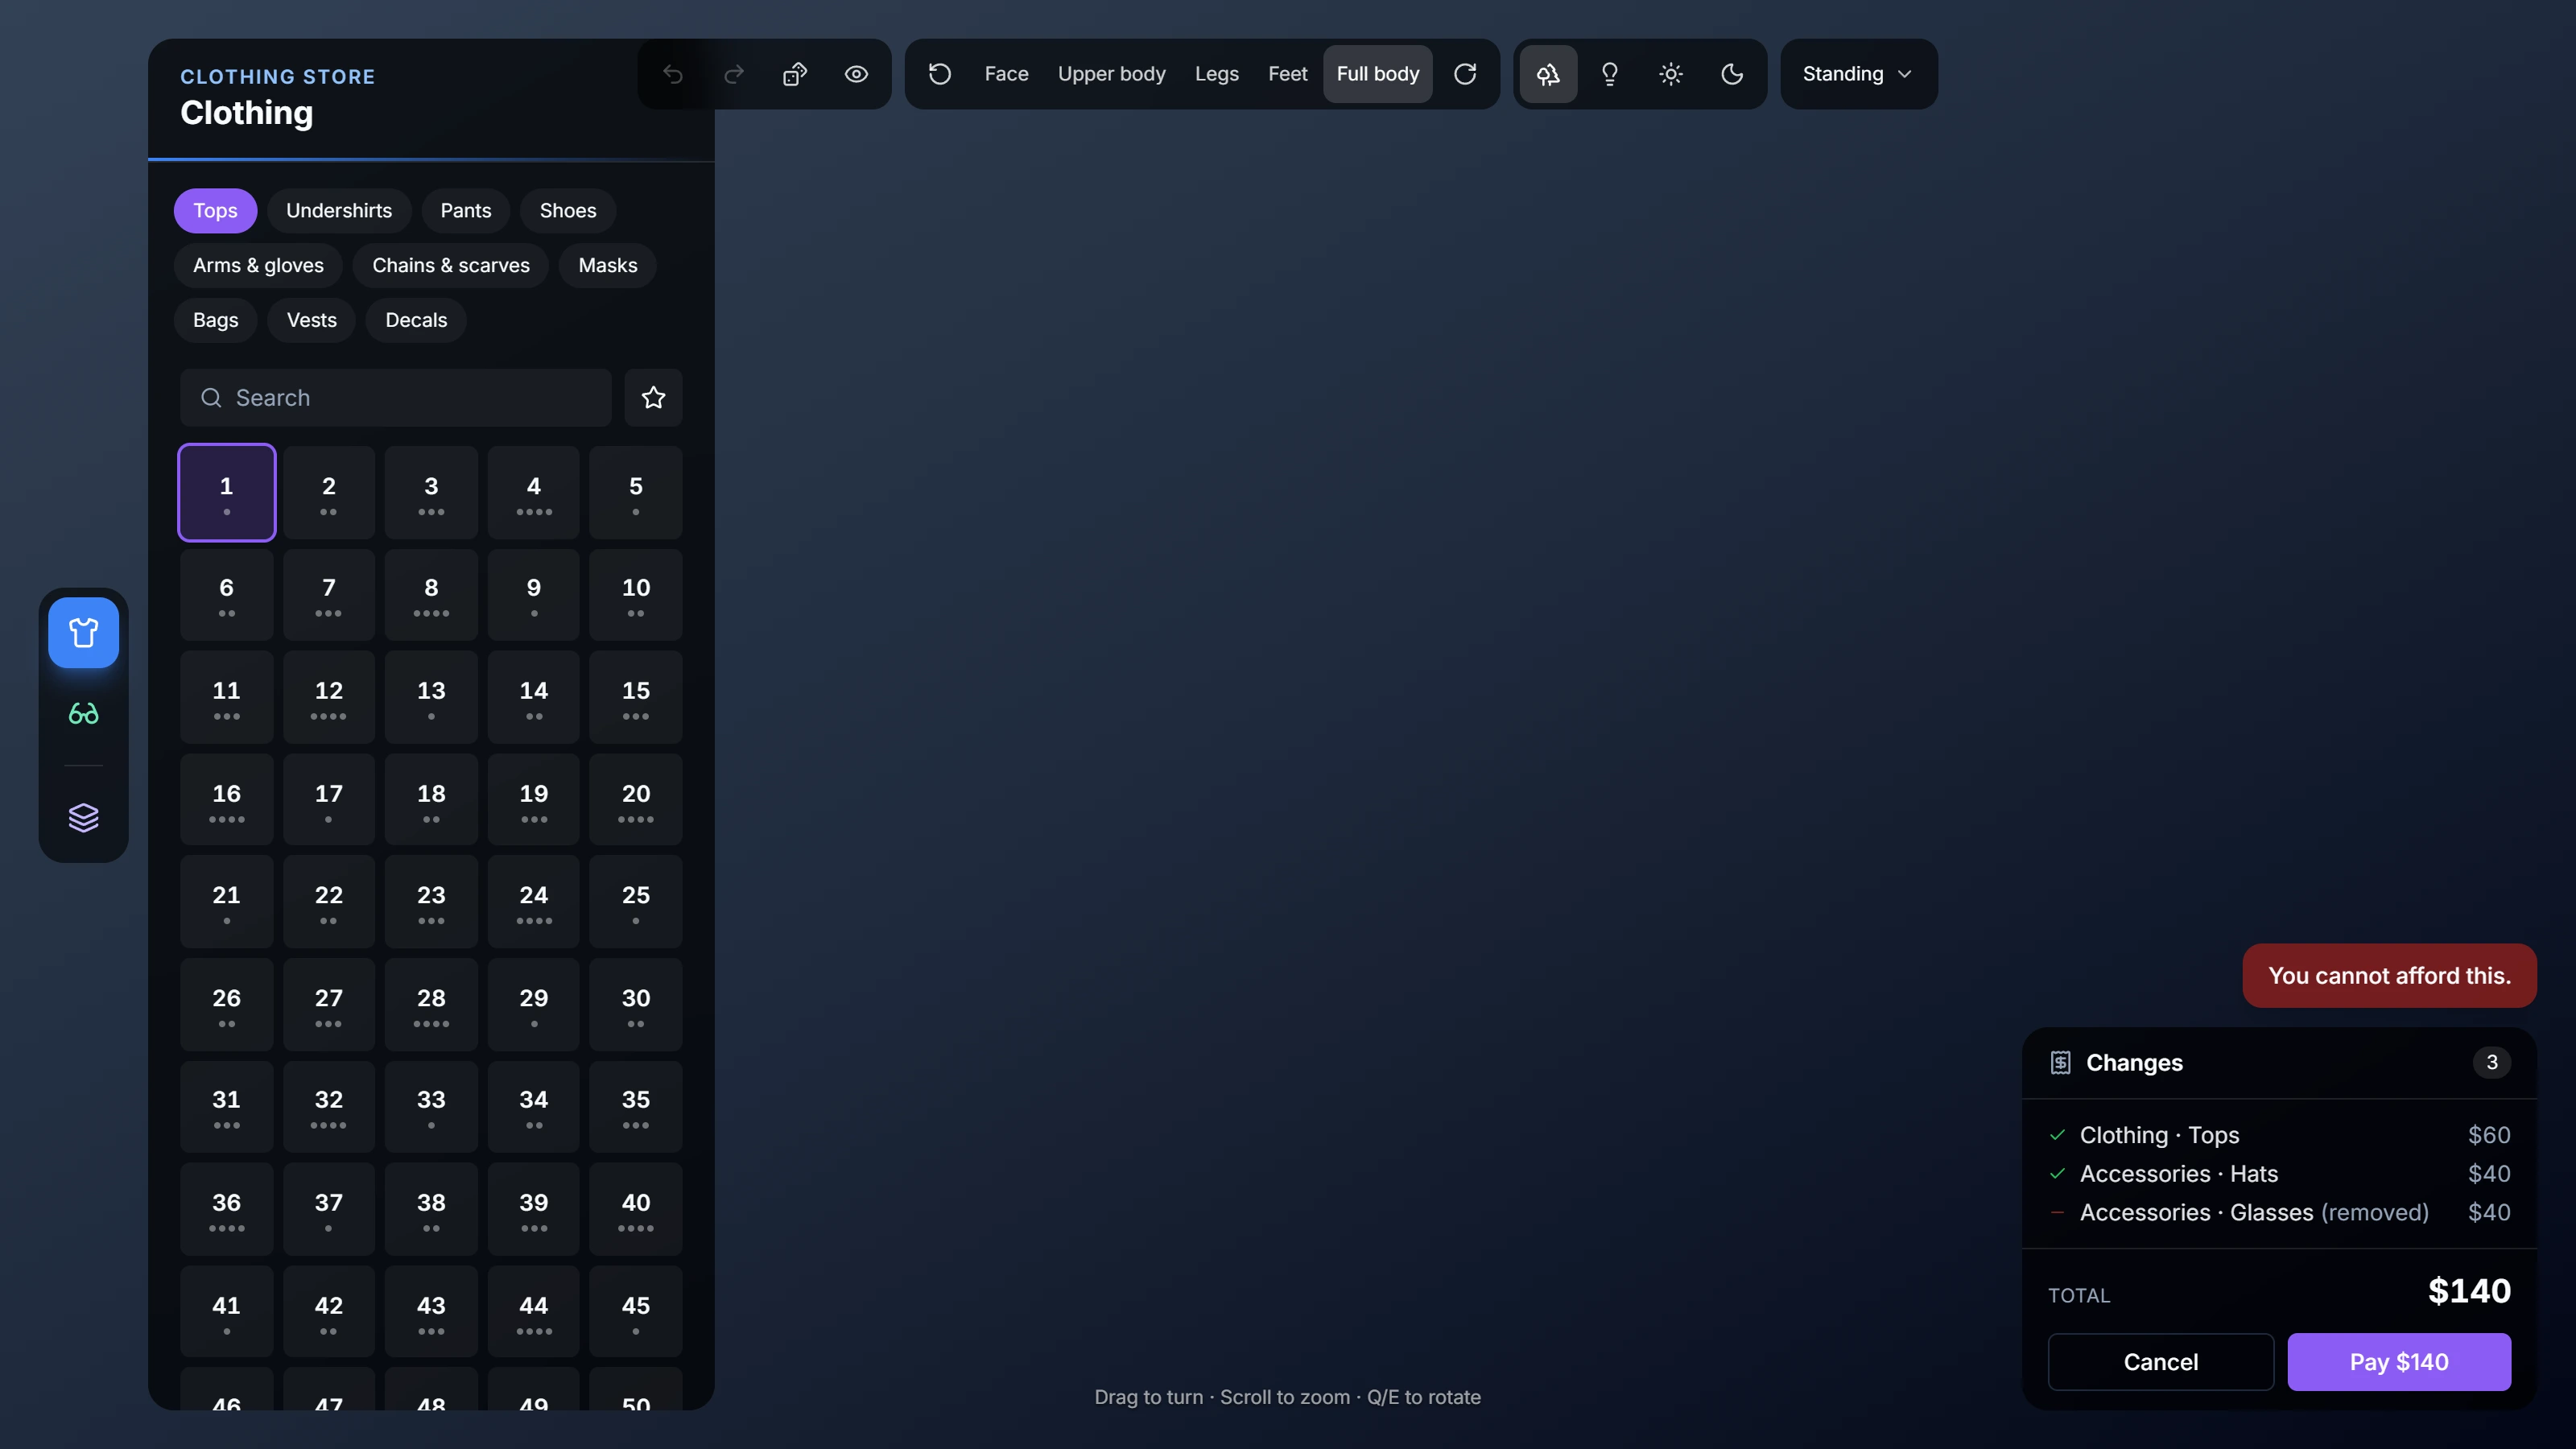 CLOTHING STORE
Clothing
Face Upper body Legs Feet Full body
Standing
Tops Undershirts Pants Shoes
Arms & gloves Chains & scarves Masks
Bags Vests Decals
Search
1 2 3 4 5
6 7 8 9 10
11 12 13 14 15
16 17 18 19 20
21 22 23 24 25
26 27 28 29 30
31 32 33 34 35
36 37 38 39 40
41 42 43 44 45
46 47 48 49 50
You cannot afford this.
Changes 3
Clothing · Tops $60
Accessories · Hats $40
Accessories · Glasses (removed) $40
TOTAL $140
Cancel Pay $140
Drag to turn · Scroll to zoom · Q/E to rotate